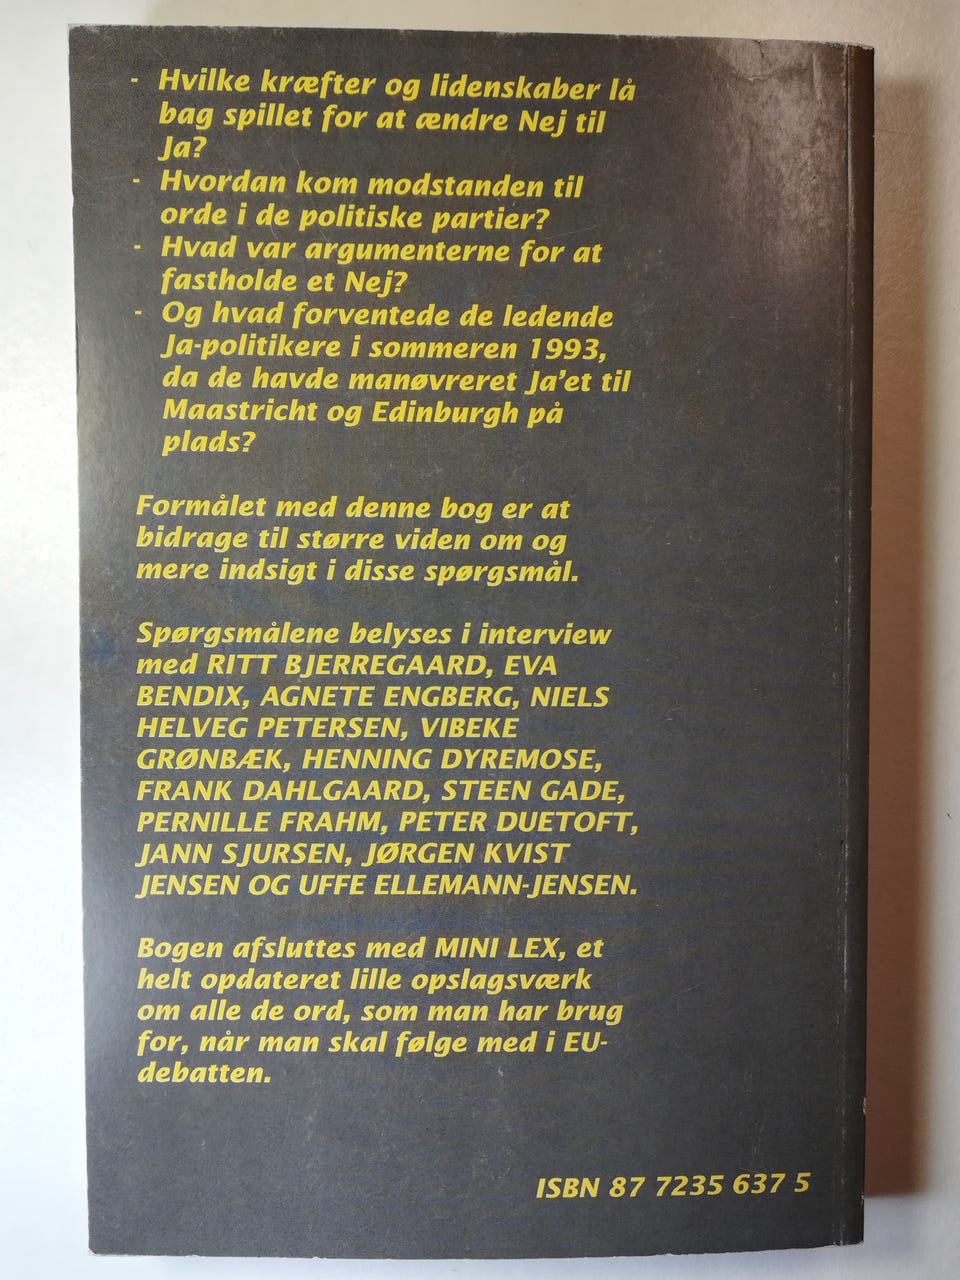 - Hvilke kræfter og lidenskaber lå
bag spillet for at ændre Nej til
Ja?
- Hvordan kom modstanden til
orde i de politiske partier?
- Hvad var argumenterne for at
fastholde et Nej?
- Og hvad forventede de ledende
Ja-politikere i sommeren 1993,
da de havde manøvreret Ja'et til
Maastricht og Edinburgh på
plads?
Formålet med denne bog er at
bidrage til større viden om og
mere indsigt i disse spørgsmål.
Spørgsmålene belyses i interview
med RITT BJERREGAARD, EVA
BENDIX, AGNETE ENGBERG, NIELS
HELVEG PETERSEN, VIBEKE
GRØNBÆK, HENNING DYREMOSE,
FRANK DAHLGAARD, STEEN GADE,
PERNILLE FRAHM, PETER DUETOFT,
JANN SJURSEN, JØRGEN KVIST
JENSEN OG UFFE ELLEMANN-JENSEN.
Bogen afsluttes med MINI LEX, et
helt opdateret lille opslagsværk
om alle de ord, som man har brug
for, når man skal følge med i EU-
debatten.
ISBN 87 7235 637 5